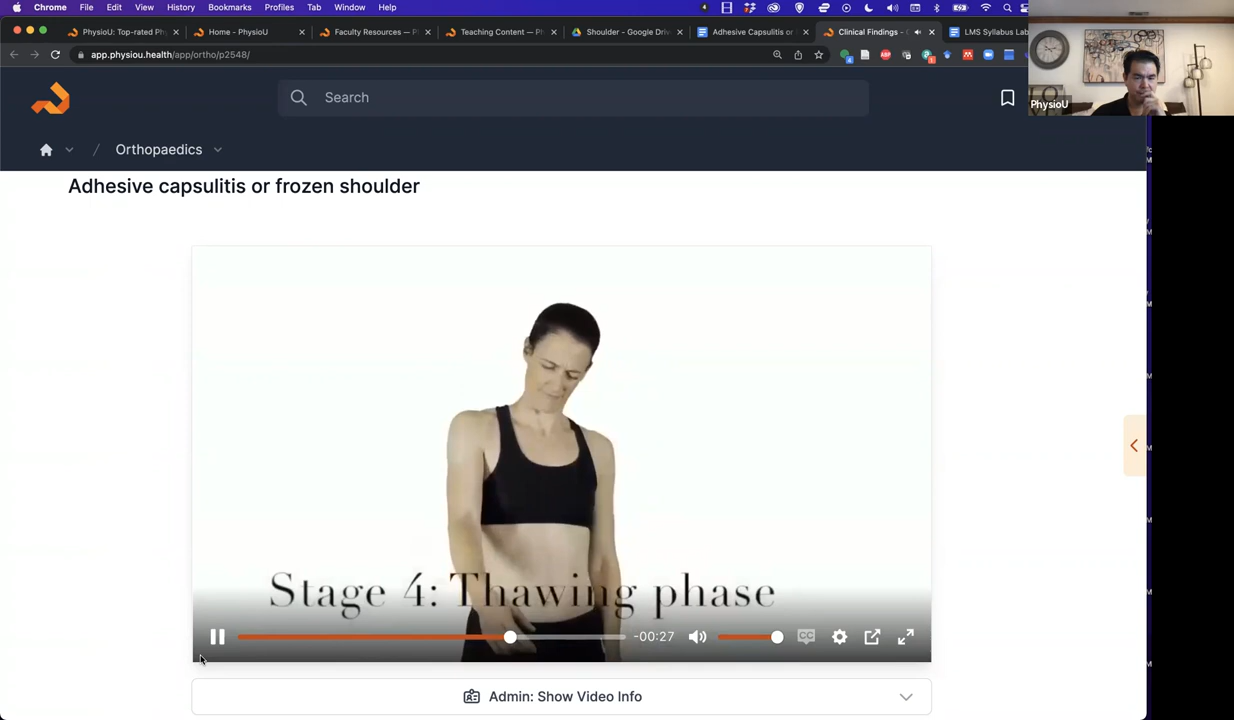 Chrome File Edit View History Bookmarks Profiles Tab Window Help
PhysioU: Top-rated Ph
Home - PhysioU
Faculty Resources — P
Teaching Content — Ph
Shoulder - Google Driv
Adhesive Capsulitis or
Clinical Findings -
LMS Syllabus Lab
app.physiou.health/app/ortho/p2548/
PhysioU
Search
/ Orthopaedics
Adhesive capsulitis or frozen shoulder
Stage 4: Thawing phase
-00:27
CC
Admin: Show Video Info